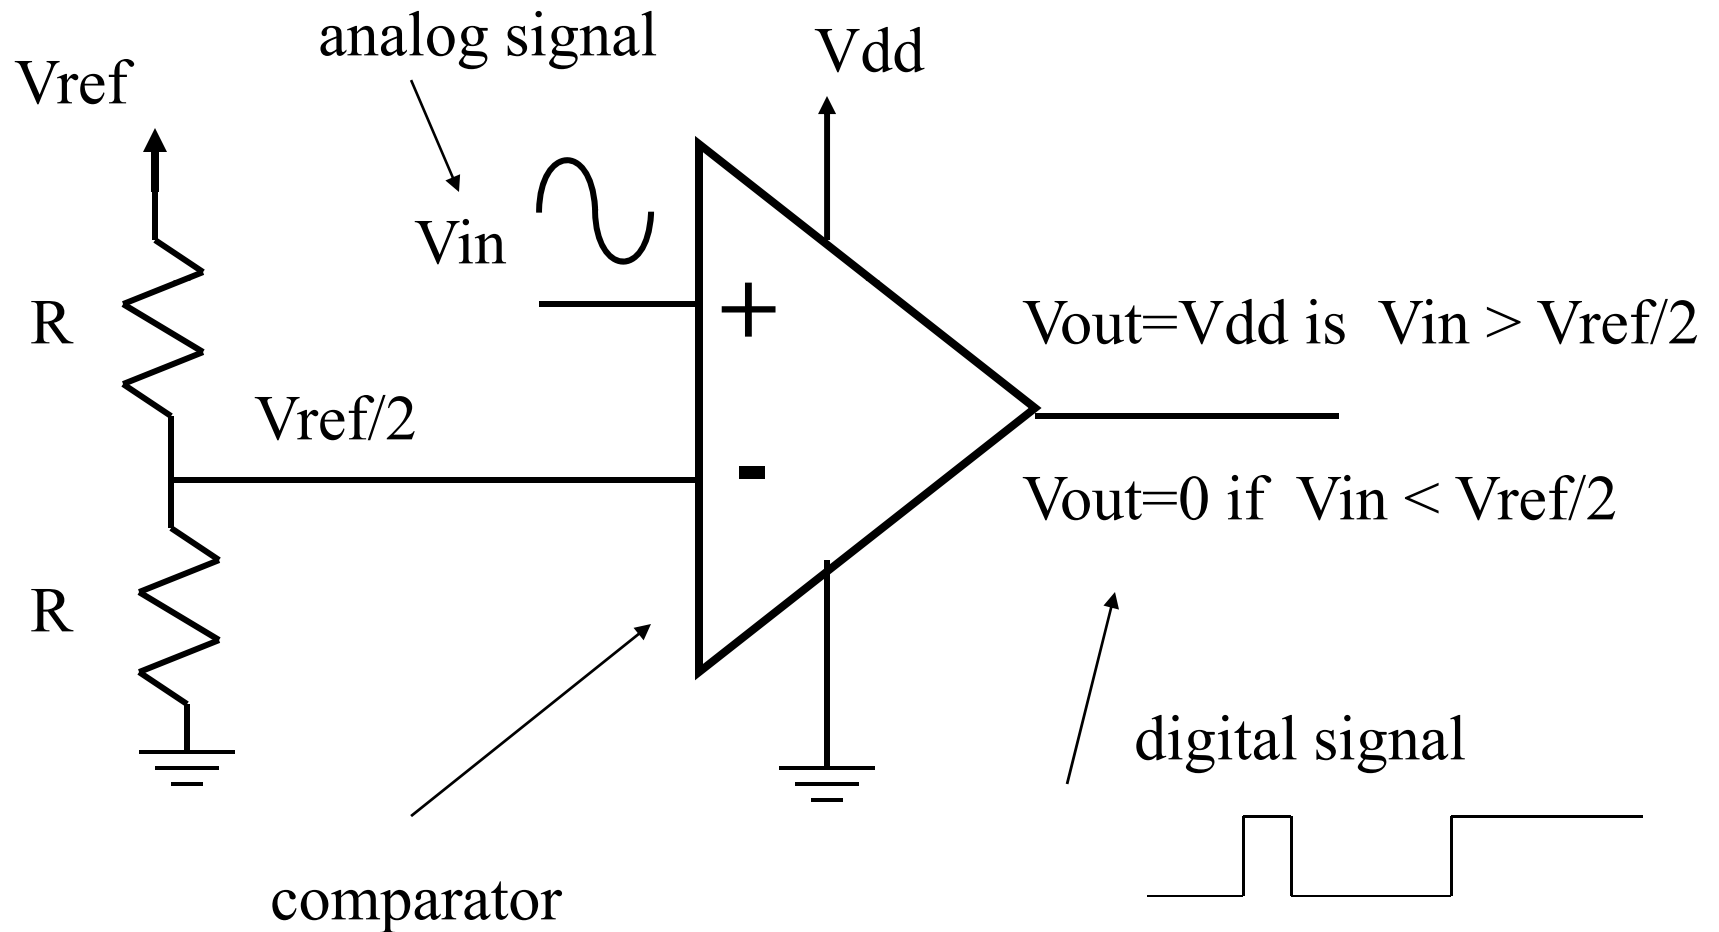 analog signal
Vdd
Vref
Vin
+
R
Vout=Vdd is Vin > Vref/2
Vref/2
-
Vout=0 if Vin < Vref/2
R
digital signal
comparator